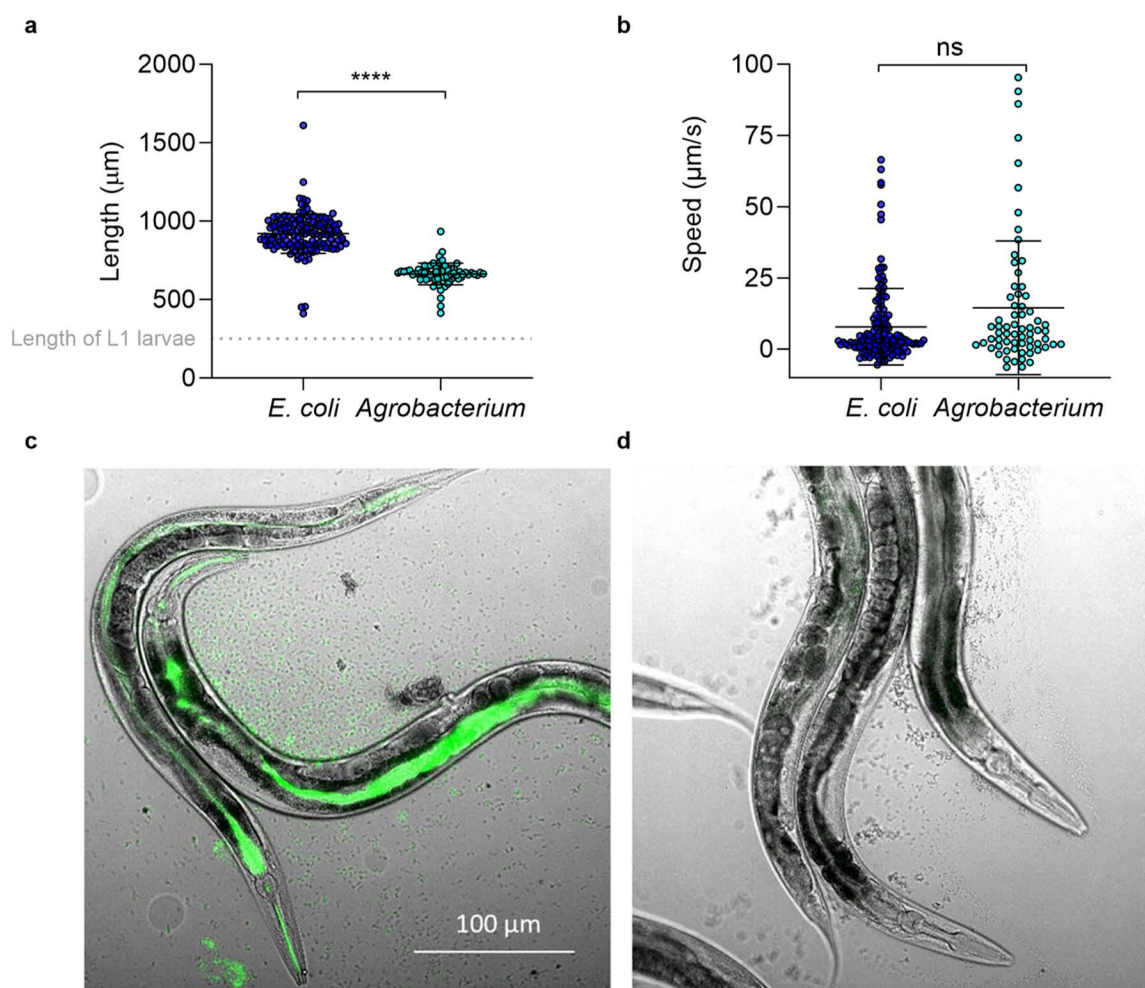 a
2000
1500
1000
500
0
Length (µm)
****
Length of L1 larvae
E. coli
Agrobacterium
b
100
75
50
25
0
Speed (µm/s)
ns
E. coli
Agrobacterium
c
100 µm
d